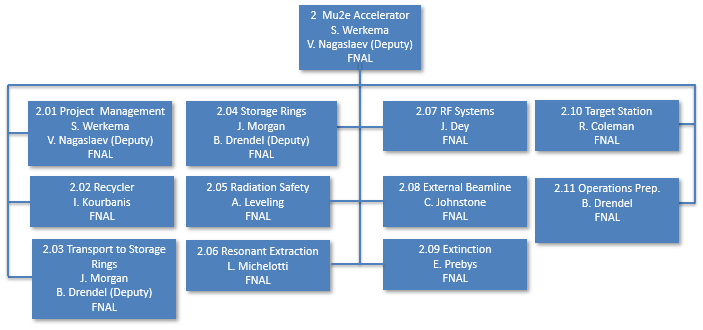 2 Mu2e Accelerator
S. Werkema
V. Nagaslaev (Deputy)
FNAL
2.01 Project Management
S. Werkema
V. Nagaslaev (Deputy)
FNAL
2.02 Recycler
I. Kourbanis
FNAL
2.03 Transport to Storage
Rings
J. Morgan
B. Drendel (Deputy)
FNAL
2.04 Storage Rings
J. Morgan
B. Drendel (Deputy)
FNAL
2.05 Radiation Safety
A. Leveling
FNAL
2.06 Resonant Extraction
L. Michelotti
FNAL
2.07 RF Systems
J. Dey
FNAL
2.08 External Beamline
C. Johnstone
FNAL
2.09 Extinction
E. Prebys
FNAL
2.10 Target Station
R. Coleman
FNAL
2.11 Operations Prep.
B. Drendel
FNAL